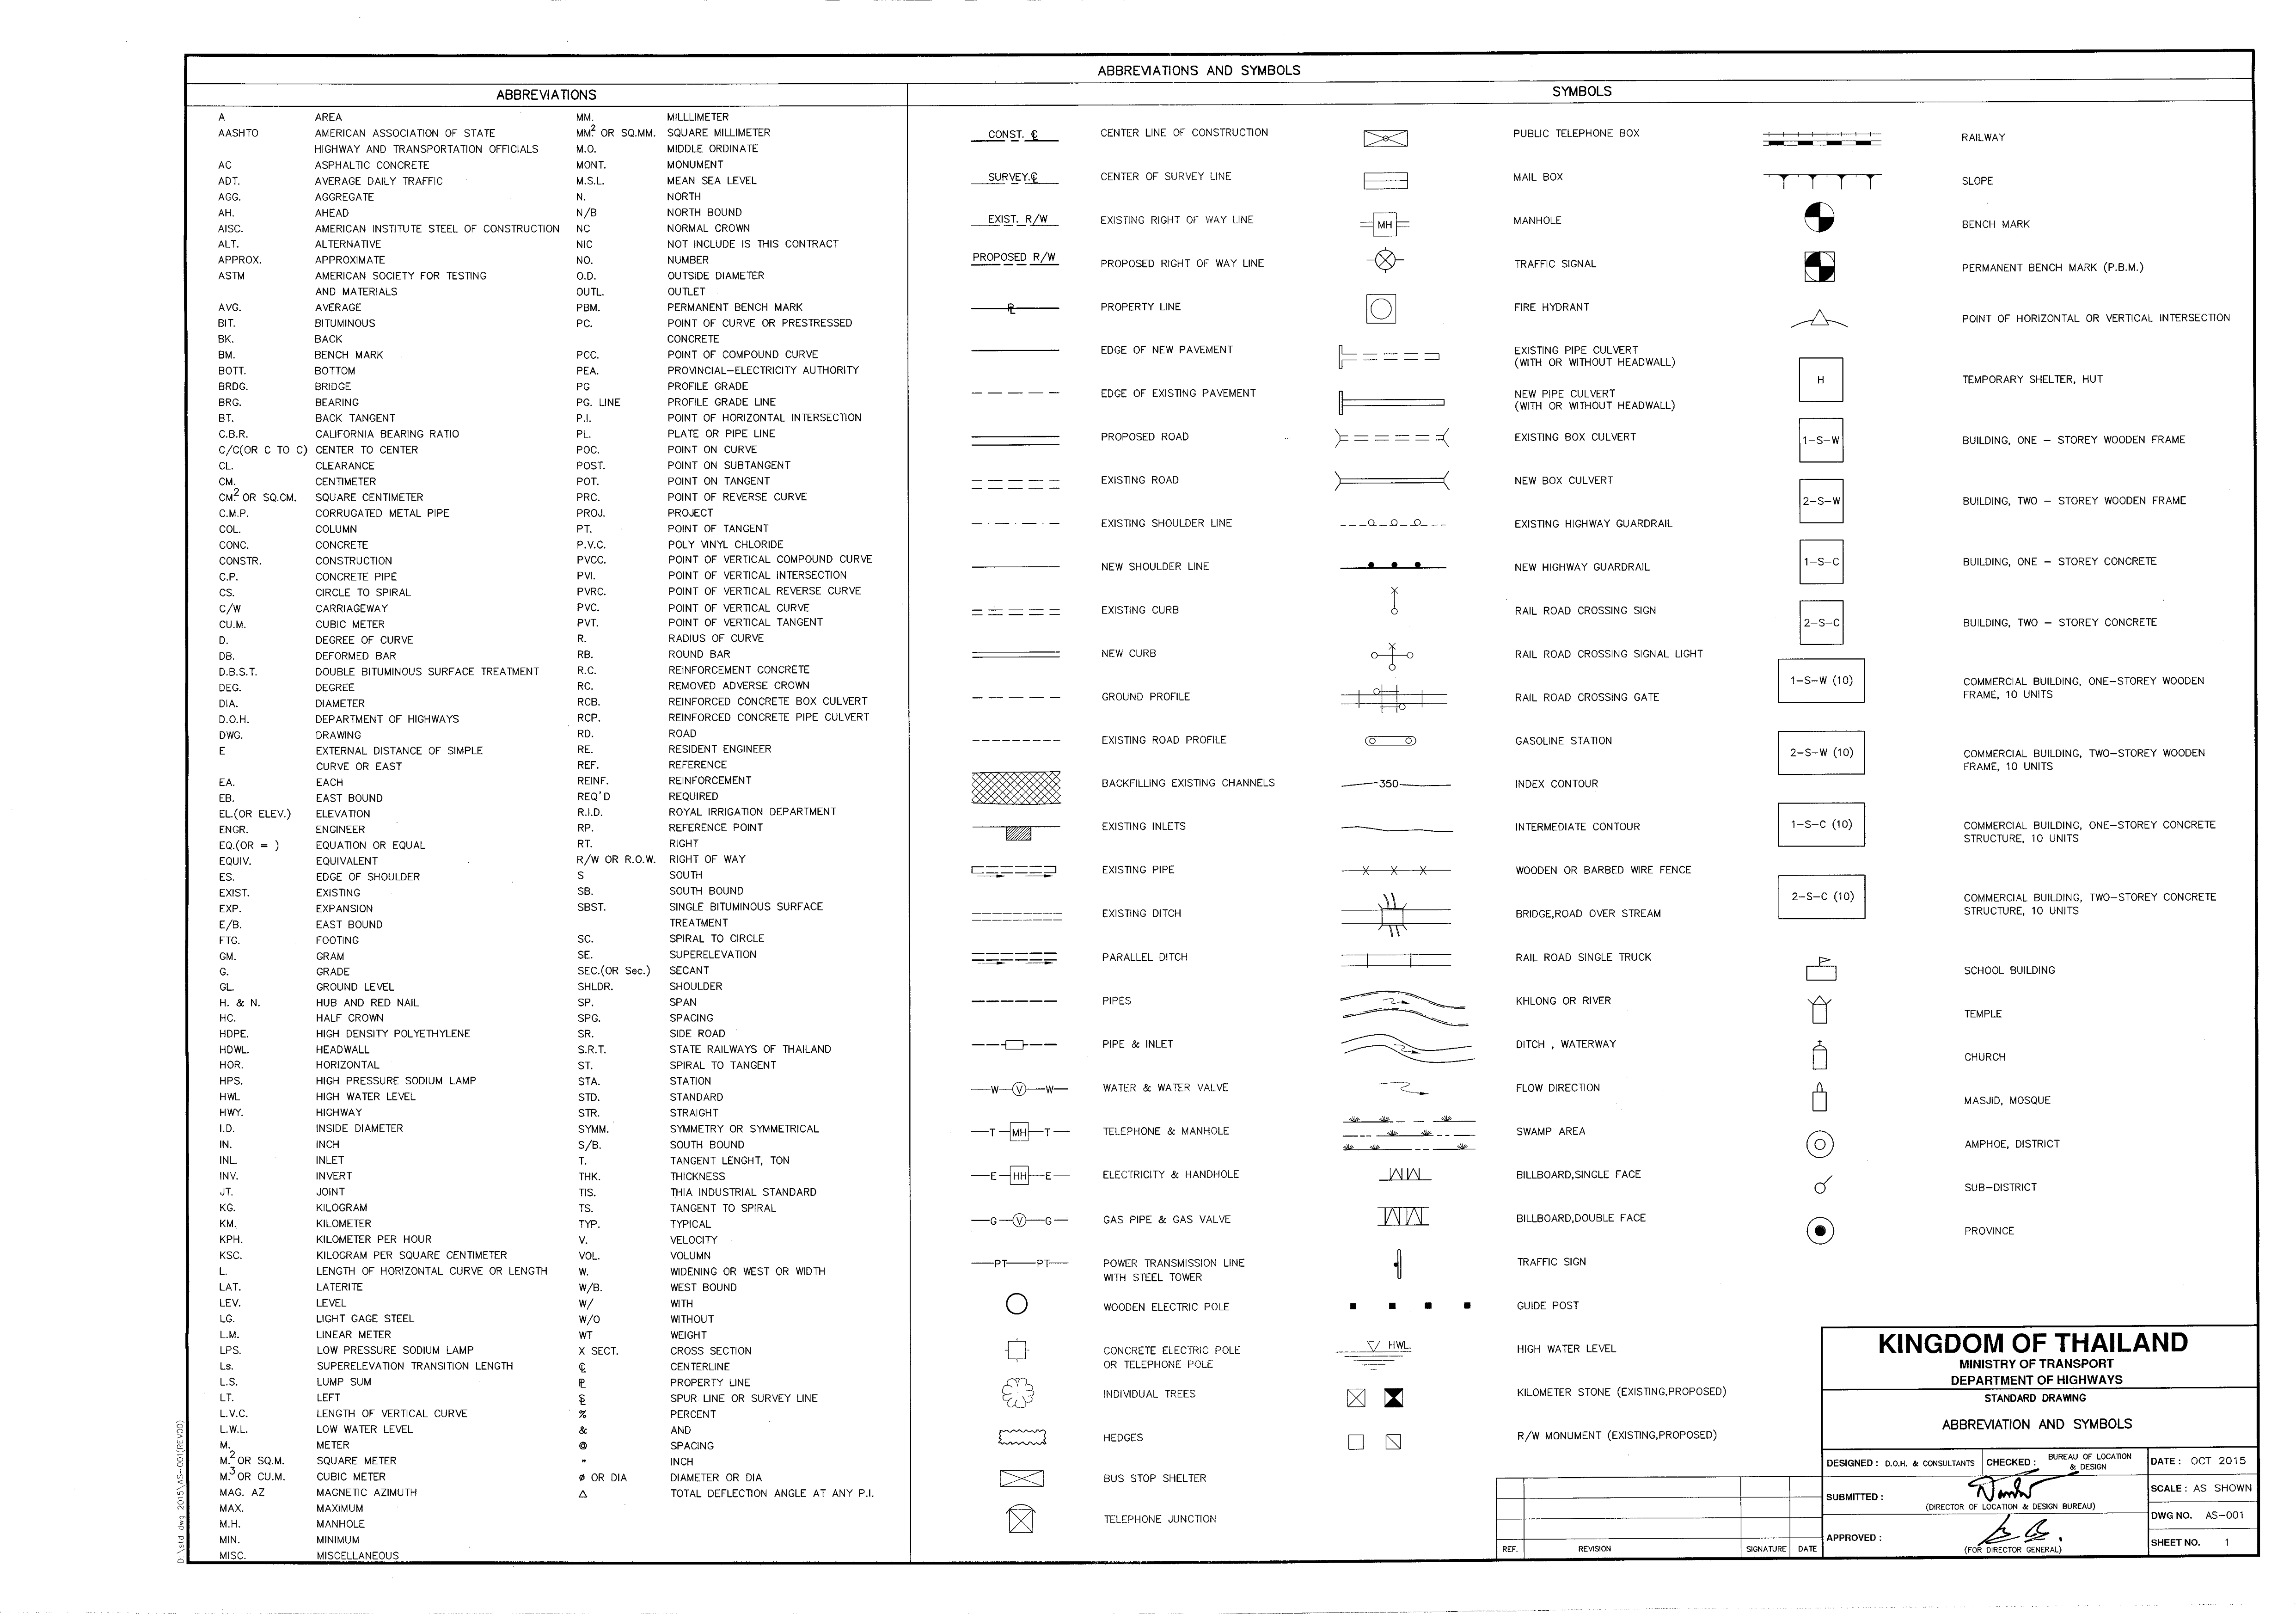 ABBREVIATIONS AND SYMBOLS
ABBREVIATIONS
A AREA
AASHTO AMERICAN ASSOCIATION OF STATE
HIGHWAY AND TRANSPORTATION OFFICIALS
AC ASPHALTIC CONCRETE
ADT. AVERAGE DAILY TRAFFIC
AGG. AGGREGATE
AH. AHEAD
AISC. AMERICAN INSTITUTE STEEL OF CONSTRUCTION
ALT. ALTERNATIVE
APPROX. APPROXIMATE
ASTM AMERICAN SOCIETY FOR TESTING
AND MATERIALS
AVG. AVERAGE
BIT. BITUMINOUS
BK. BACK
BM. BENCH MARK
BOTT. BOTTOM
BRDG. BRIDGE
BRG. BEARING
BT. BACK TANGENT
C.B.R. CALIFORNIA BEARING RATIO
C/C(OR C TO C) CENTER TO CENTER
CL. CLEARANCE
CM. CENTIMETER
CM.2 OR SQ.CM. SQUARE CENTIMETER
C.M.P. CORRUGATED METAL PIPE
COL. COLUMN
CONC. CONCRETE
CONSTR. CONSTRUCTION
C.P. CONCRETE PIPE
CS. CIRCLE TO SPIRAL
C/W CARRIAGEWAY
CU.M. CUBIC METER
D. DEGREE OF CURVE
DB. DEFORMED BAR
D.B.S.T. DOUBLE BITUMINOUS SURFACE TREATMENT
DEG. DEGREE
DIA. DIAMETER
D.O.H. DEPARTMENT OF HIGHWAYS
DWG. DRAWING
E EXTERNAL DISTANCE OF SIMPLE
CURVE OR EAST
EA. EACH
EB. EAST BOUND
EL.(OR ELEV.) ELEVATION
ENGR. ENGINEER
EQ.(OR = ) EQUATION OR EQUAL
EQUIV. EQUIVALENT
ES. EDGE OF SHOULDER
EXIST. EXISTING
EXP. EXPANSION
E/B. EAST BOUND
FTG. FOOTING
GM. GRAM
G. GRADE
GL. GROUND LEVEL
H. & N. HUB AND RED NAIL
HC. HALF CROWN
HDPE. HIGH DENSITY POLYETHYLENE
HDWL. HEADWALL
HOR. HORIZONTAL
HPS. HIGH PRESSURE SODIUM LAMP
HWL HIGH WATER LEVEL
HWY. HIGHWAY
I.D. INSIDE DIAMETER
IN. INCH
INL. INLET
INV. INVERT
JT. JOINT
KG. KILOGRAM
KM. KILOMETER
KPH. KILOMETER PER HOUR
KSC. KILOGRAM PER SQUARE CENTIMETER
L. LENGTH OF HORIZONTAL CURVE OR LENGTH
LAT. LATERITE
LEV. LEVEL
LG. LIGHT GAGE STEEL
L.M. LINEAR METER
LPS. LOW PRESSURE SODIUM LAMP
Ls. SUPERELEVATION TRANSITION LENGTH
L.S. LUMP SUM
LT. LEFT
L.V.C. LENGTH OF VERTICAL CURVE
L.W.L. LOW WATER LEVEL
M. METER
M.2 OR SQ.M. SQUARE METER
M.3 OR CU.M. CUBIC METER
MAG. AZ MAGNETIC AZIMUTH
MAX. MAXIMUM
M.H. MANHOLE
MIN. MINIMUM
MISC. MISCELLANEOUS
MM. MILLLIMETER
MM.2 OR SQ.MM. SQUARE MILLIMETER
M.O. MIDDLE ORDINATE
MONT. MONUMENT
M.S.L. MEAN SEA LEVEL
N. NORTH
N/B NORTH BOUND
NC NORMAL CROWN
NIC NOT INCLUDE IS THIS CONTRACT
NO. NUMBER
O.D. OUTSIDE DIAMETER
OUTL. OUTLET
PBM. PERMANENT BENCH MARK
PC. POINT OF CURVE OR PRESTRESSED
CONCRETE
PCC. POINT OF COMPOUND CURVE
PEA. PROVINCIAL-ELECTRICITY AUTHORITY
PG PROFILE GRADE
PG. LINE PROFILE GRADE LINE
P.I. POINT OF HORIZONTAL INTERSECTION
PL. PLATE OR PIPE LINE
POC. POINT ON CURVE
POST. POINT ON SUBTANGENT
POT. POINT ON TANGENT
PRC. POINT OF REVERSE CURVE
PROJ. PROJECT
PT. POINT OF TANGENT
P.V.C. POLY VINYL CHLORIDE
PVCC. POINT OF VERTICAL COMPOUND CURVE
PVI. POINT OF VERTICAL INTERSECTION
PVRC. POINT OF VERTICAL REVERSE CURVE
PVC. POINT OF VERTICAL CURVE
PVT. POINT OF VERTICAL TANGENT
R. RADIUS OF CURVE
RB. ROUND BAR
R.C. REINFORCEMENT CONCRETE
RC. REMOVED ADVERSE CROWN
RCB. REINFORCED CONCRETE BOX CULVERT
RCP. REINFORCED CONCRETE PIPE CULVERT
RD. ROAD
RE. RESIDENT ENGINEER
REF. REFERENCE
REINF. REINFORCEMENT
REQ'D REQUIRED
R.I.D. ROYAL IRRIGATION DEPARTMENT
RP. REFERENCE POINT
RT. RIGHT
R/W OR R.O.W. RIGHT OF WAY
S SOUTH
SB. SOUTH BOUND
SBST. SINGLE BITUMINOUS SURFACE
TREATMENT
SC. SPIRAL TO CIRCLE
SE. SUPERELEVATION
SEC.(OR Sec.) SECANT
SHLDR. SHOULDER
SP. SPAN
SPG. SPACING
SR. SIDE ROAD
S.R.T. STATE RAILWAYS OF THAILAND
ST. SPIRAL TO TANGENT
STA. STATION
STD. STANDARD
STR. STRAIGHT
SYMM. SYMMETRY OR SYMMETRICAL
S/B. SOUTH BOUND
T. TANGENT LENGHT, TON
THK. THICKNESS
TIS. THIA INDUSTRIAL STANDARD
TS. TANGENT TO SPIRAL
TYP. TYPICAL
V. VELOCITY
VOL. VOLUMN
W. WIDENING OR WEST OR WIDTH
W/B. WEST BOUND
W/ WITH
W/O WITHOUT
WT WEIGHT
X SECT. CROSS SECTION
℄ CENTERLINE
PL PROPERTY LINE
SL SPUR LINE OR SURVEY LINE
% PERCENT
& AND
@ SPACING
" INCH
ø OR DIA DIAMETER OR DIA
△ TOTAL DEFLECTION ANGLE AT ANY P.I.
SYMBOLS
CONST. ℄ CENTER LINE OF CONSTRUCTION
SURVEY.℄ CENTER OF SURVEY LINE
EXIST. R/W EXISTING RIGHT OF WAY LINE
PROPOSED R/W PROPOSED RIGHT OF WAY LINE
PL PROPERTY LINE
EDGE OF NEW PAVEMENT
EDGE OF EXISTING PAVEMENT
PROPOSED ROAD
EXISTING ROAD
EXISTING SHOULDER LINE
NEW SHOULDER LINE
EXISTING CURB
NEW CURB
GROUND PROFILE
EXISTING ROAD PROFILE
BACKFILLING EXISTING CHANNELS
EXISTING INLETS
EXISTING PIPE
EXISTING DITCH
PARALLEL DITCH
PIPES
PIPE & INLET
W V W WATER & WATER VALVE
T MH T TELEPHONE & MANHOLE
E HH E ELECTRICITY & HANDHOLE
G V G GAS PIPE & GAS VALVE
PT PT POWER TRANSMISSION LINE
WITH STEEL TOWER
WOODEN ELECTRIC POLE
CONCRETE ELECTRIC POLE
OR TELEPHONE POLE
INDIVIDUAL TREES
HEDGES
BUS STOP SHELTER
TELEPHONE JUNCTION
PUBLIC TELEPHONE BOX
MAIL BOX
MH MANHOLE
TRAFFIC SIGNAL
FIRE HYDRANT
EXISTING PIPE CULVERT
(WITH OR WITHOUT HEADWALL)
NEW PIPE CULVERT
(WITH OR WITHOUT HEADWALL)
EXISTING BOX CULVERT
NEW BOX CULVERT
EXISTING HIGHWAY GUARDRAIL
NEW HIGHWAY GUARDRAIL
RAIL ROAD CROSSING SIGN
RAIL ROAD CROSSING SIGNAL LIGHT
RAIL ROAD CROSSING GATE
GASOLINE STATION
350 INDEX CONTOUR
INTERMEDIATE CONTOUR
WOODEN OR BARBED WIRE FENCE
BRIDGE,ROAD OVER STREAM
RAIL ROAD SINGLE TRUCK
KHLONG OR RIVER
DITCH , WATERWAY
FLOW DIRECTION
SWAMP AREA
BILLBOARD,SINGLE FACE
BILLBOARD,DOUBLE FACE
TRAFFIC SIGN
GUIDE POST
HWL. HIGH WATER LEVEL
KILOMETER STONE (EXISTING,PROPOSED)
R/W MONUMENT (EXISTING,PROPOSED)
RAILWAY
SLOPE
BENCH MARK
PERMANENT BENCH MARK (P.B.M.)
POINT OF HORIZONTAL OR VERTICAL INTERSECTION
H TEMPORARY SHELTER, HUT
1-S-W BUILDING, ONE - STOREY WOODEN FRAME
2-S-W BUILDING, TWO - STOREY WOODEN FRAME
1-S-C BUILDING, ONE - STOREY CONCRETE
2-S-C BUILDING, TWO - STOREY CONCRETE
1-S-W (10) COMMERCIAL BUILDING, ONE-STOREY WOODEN
FRAME, 10 UNITS
2-S-W (10) COMMERCIAL BUILDING, TWO-STOREY WOODEN
FRAME, 10 UNITS
1-S-C (10) COMMERCIAL BUILDING, ONE-STOREY CONCRETE
STRUCTURE, 10 UNITS
2-S-C (10) COMMERCIAL BUILDING, TWO-STOREY CONCRETE
STRUCTURE, 10 UNITS
SCHOOL BUILDING
TEMPLE
CHURCH
MASJID, MOSQUE
AMPHOE, DISTRICT
SUB-DISTRICT
PROVINCE
KINGDOM OF THAILAND
MINISTRY OF TRANSPORT
DEPARTMENT OF HIGHWAYS
STANDARD DRAWING
ABBREVIATION AND SYMBOLS
DESIGNED : D.O.H. & CONSULTANTS CHECKED : BUREAU OF LOCATION
& DESIGN
DATE : OCT 2015
SUBMITTED :
(DIRECTOR OF LOCATION & DESIGN BUREAU)
SCALE : AS SHOWN
DWG NO. AS-001
APPROVED :
(FOR DIRECTOR GENERAL)
SHEET NO. 1
REF. REVISION SIGNATURE DATE
D:\std dwg 2015\AS-001(REV00)